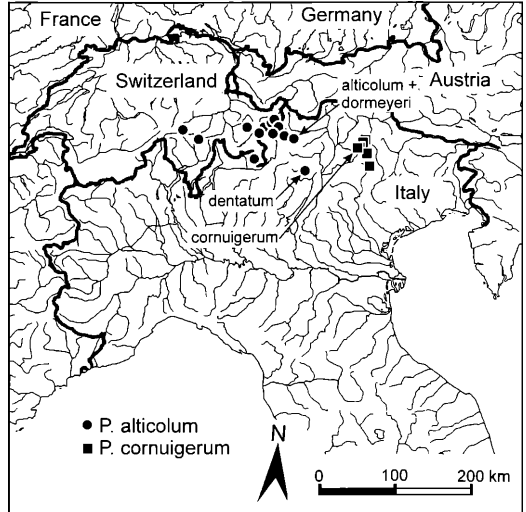 France
Germany
Switzerland
Austria
alticolum +
dormeyeri
dentatum
Italy
cornuigerum
P. alticolum
P. cornuigerum
N
0 100 200 km